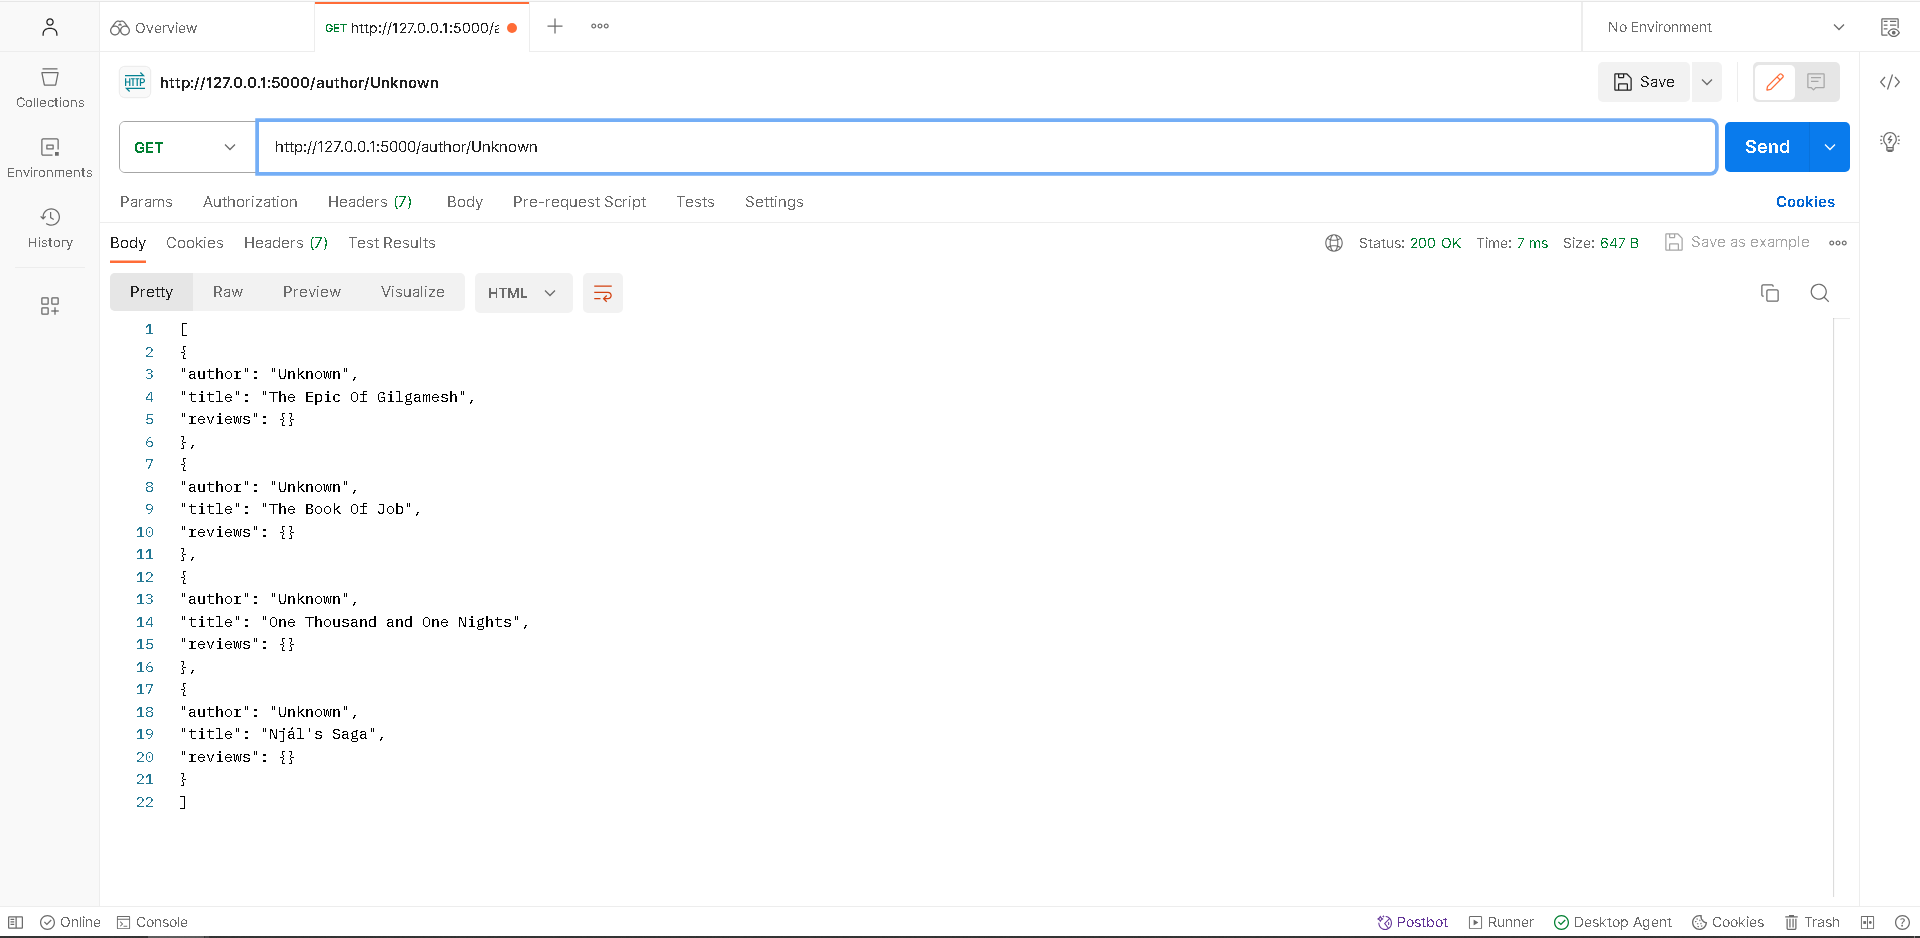 Overview
GET http://127.0.0.1:5000/a
No Environment
Collections
Environments
History
HTTP http://127.0.0.1:5000/author/Unknown
Save
GET http://127.0.0.1:5000/author/Unknown
Send
Params Authorization Headers (7) Body Pre-request Script Tests Settings Cookies
Body Cookies Headers (7) Test Results Status: 200 OK Time: 7 ms Size: 647 B Save as example
Pretty Raw Preview Visualize HTML
1 [
2 {
3 "author": "Unknown",
4 "title": "The Epic Of Gilgamesh",
5 "reviews": {}
6 },
7 {
8 "author": "Unknown",
9 "title": "The Book Of Job",
10 "reviews": {}
11 },
12 {
13 "author": "Unknown",
14 "title": "One Thousand and One Nights",
15 "reviews": {}
16 },
17 {
18 "author": "Unknown",
19 "title": "Njál's Saga",
20 "reviews": {}
21 }
22 ]
Online Console Postbot Runner Desktop Agent Cookies Trash